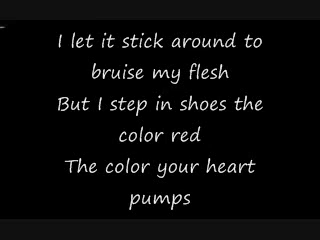 I let it stick around to
bruise my flesh
But I step in shoes the
color red
The color your heart
pumps